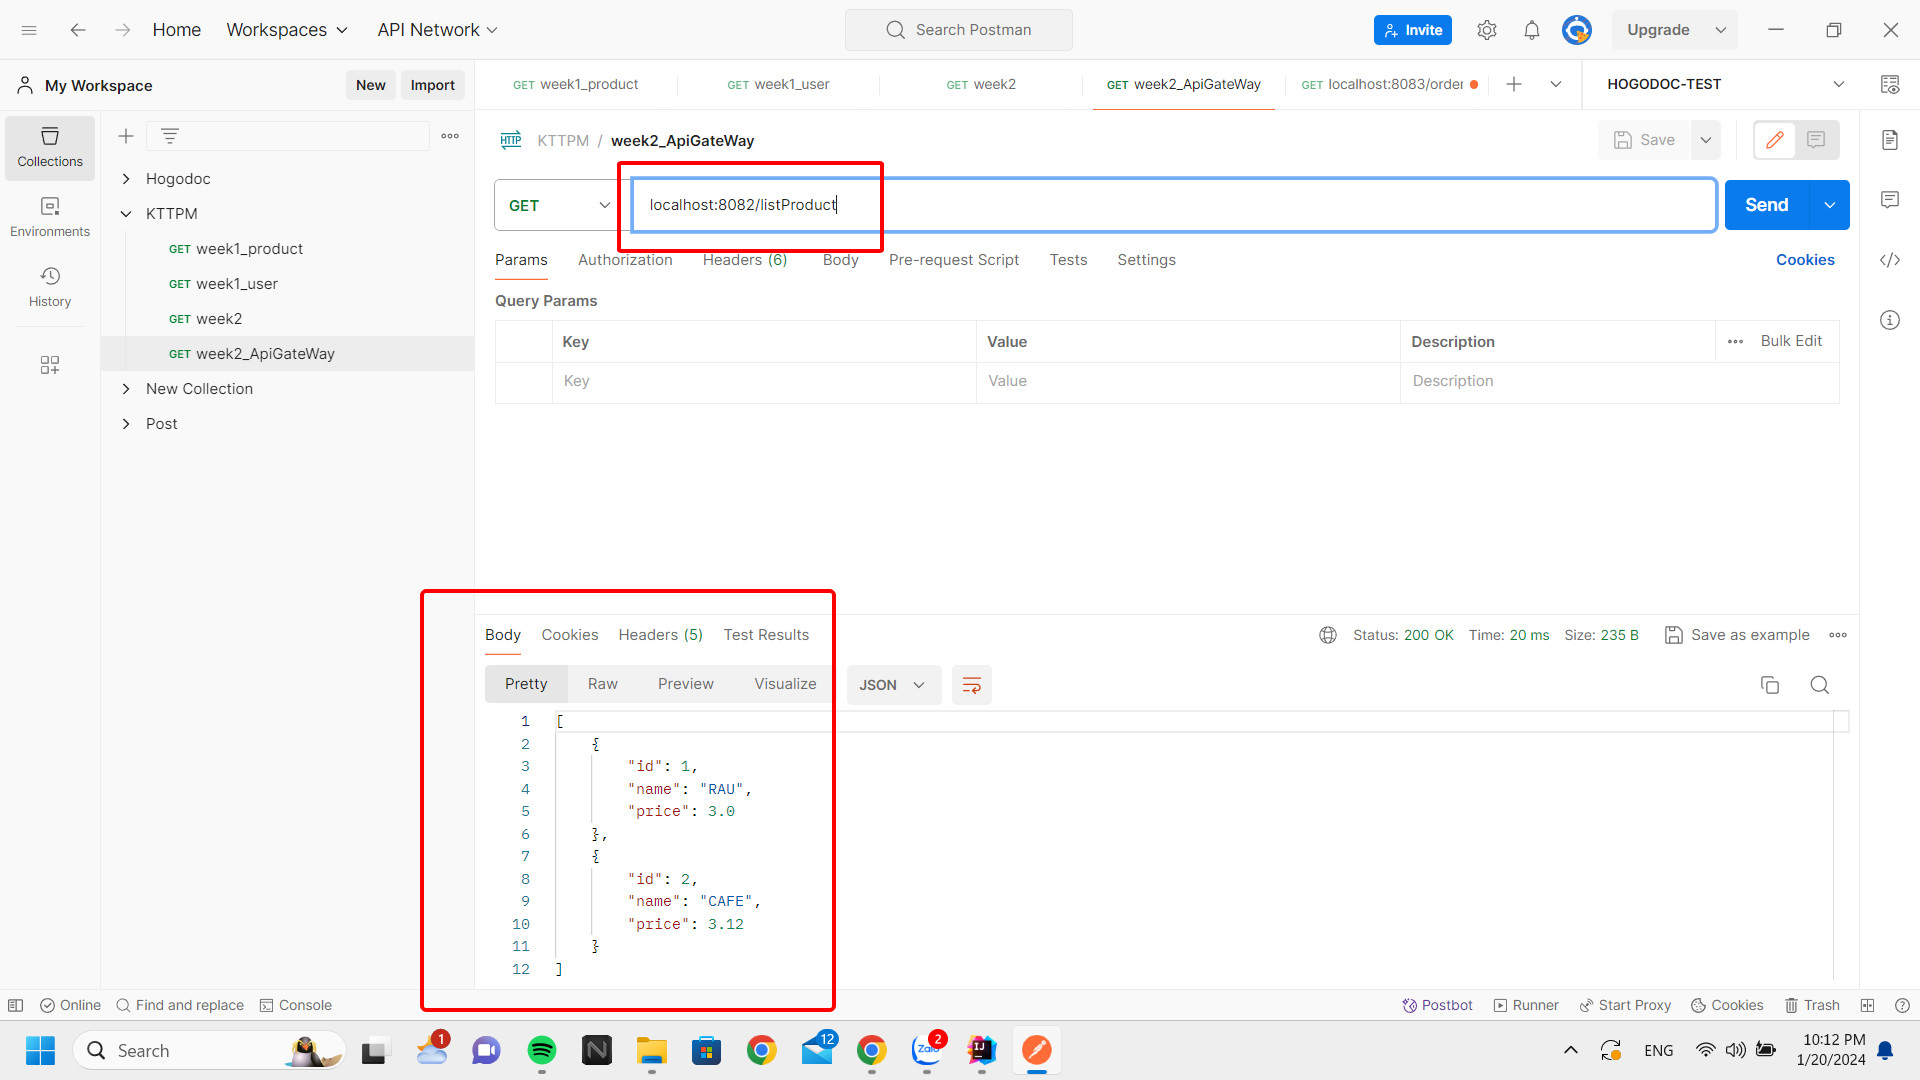 Home
Workspaces
API Network
Search Postman
Invite
Upgrade
My Workspace
New
Import
GET week1_product
GET week1_user
GET week2
GET week2_ApiGateWay
GET localhost:8083/order
HOGODOC-TEST
Collections
Environments
History
Hogodoc
KTTPM
GET week1_product
GET week1_user
GET week2
GET week2_ApiGateWay
New Collection
Post
HTTP
KTTPM / week2_ApiGateWay
Save
GET
localhost:8082/listProduct
Send
Params
Authorization
Headers (6)
Body
Pre-request Script
Tests
Settings
Cookies
Query Params
Key
Value
Description
Bulk Edit
Key
Value
Description
Body
Cookies
Headers (5)
Test Results
Status: 200 OK
Time: 20 ms
Size: 235 B
Save as example
Pretty
Raw
Preview
Visualize
JSON
1 [
2 {
3 "id": 1,
4 "name": "RAU",
5 "price": 3.0
6 },
7 {
8 "id": 2,
9 "name": "CAFE",
10 "price": 3.12
11 }
12 ]
Online
Find and replace
Console
Postbot
Runner
Start Proxy
Cookies
Trash
Search
1
12
Zalo
2
IJ
ENG
10:12 PM
1/20/2024